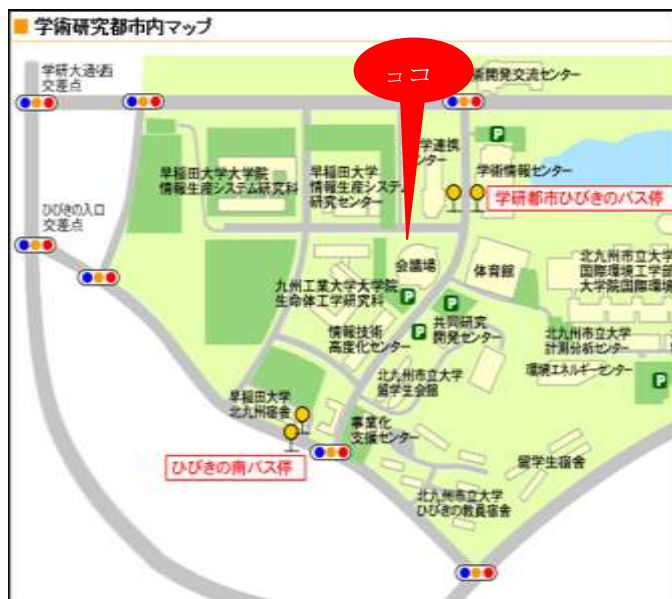 学術研究都市内マップ
学研大通り西
交差点
ココ
術開発交流センター
学連携
ンター
P
学術情報センター
早稲田大学大学院
情報生産システム研究科
早稲田大学
情報生産システム
研究センター
学研都市ひびきのバス停
ひびきの入口
交差点
会議場
体育館
北九州市立大学
国際環境工学部
大学院国際環境
九州工業大学大学院
生命体工学研究科
P
P
共同研究
開発センター
情報技術
高度化センター
北九州市立大学
計測分析センター
環境エネルギーセンター
P
北九州市立大学
留学生会館
早稲田大学
北九州宿舎
事業化
支援センター
ひびきの南バス停
留学生宿舎
北九州市立大学
ひびきの教員宿舎